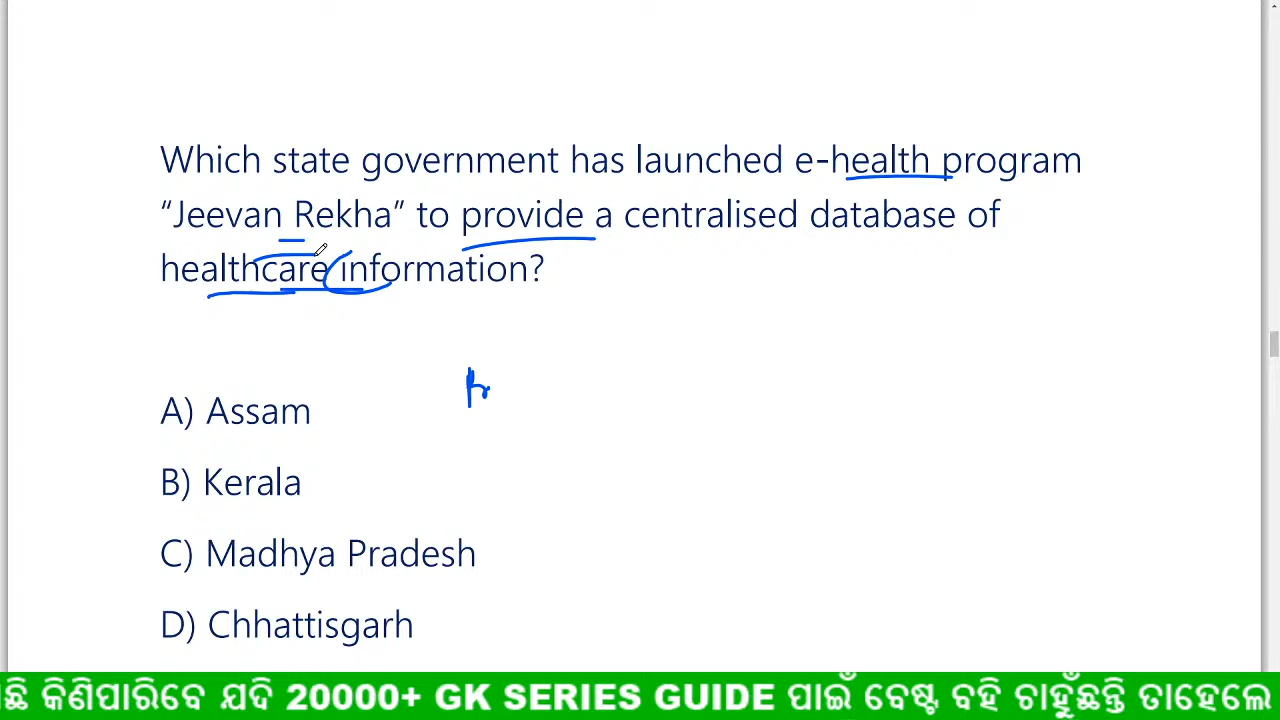 Which state government has launched e-health program
“Jeevan Rekha” to provide a centralised database of
healthcare information?
A) Assam
B) Kerala
C) Madhya Pradesh
D) Chhattisgarh
କିଣିପାରିବେ ଯଦି 20000+ GK SERIES GUIDE ପାଇଁ ବେଷ୍ଟ ବହି ଚାହୁଁଛନ୍ତି ତାହେଲେ